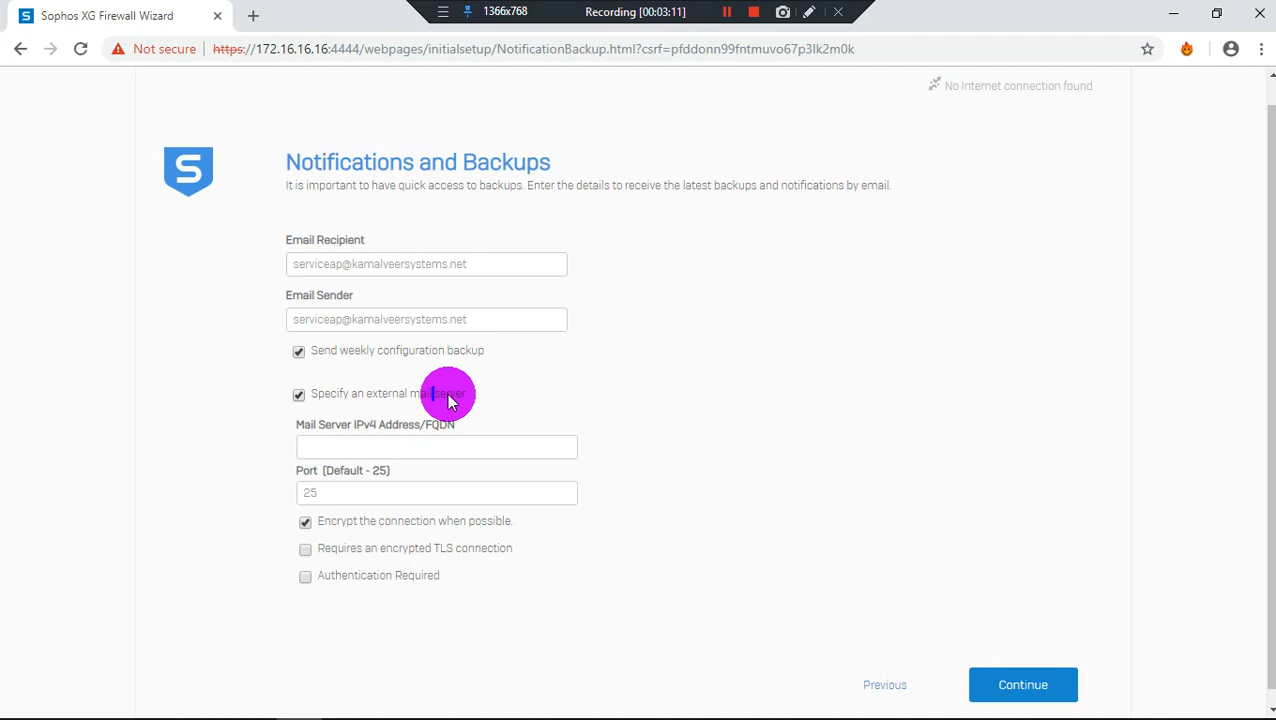 Sophos XG Firewall Wizard
1366x768
Recording [00:03:11]
Not secure
https://172.16.16.16:4444/webpages/initialsetup/NotificationBackup.html?csrf=pfddonn99fntmuvo67p3lk2m0k
No Internet connection found
S
Notifications and Backups
It is important to have quick access to backups. Enter the details to receive the latest backups and notifications by email.
Email Recipient
serviceap@kamalveersystems.net
Email Sender
serviceap@kamalveersystems.net
Send weekly configuration backup
Specify an external mail server
Mail Server IPv4 Address/FQDN
Port (Default - 25)
25
Encrypt the connection when possible.
Requires an encrypted TLS connection
Authentication Required
Previous
Continue